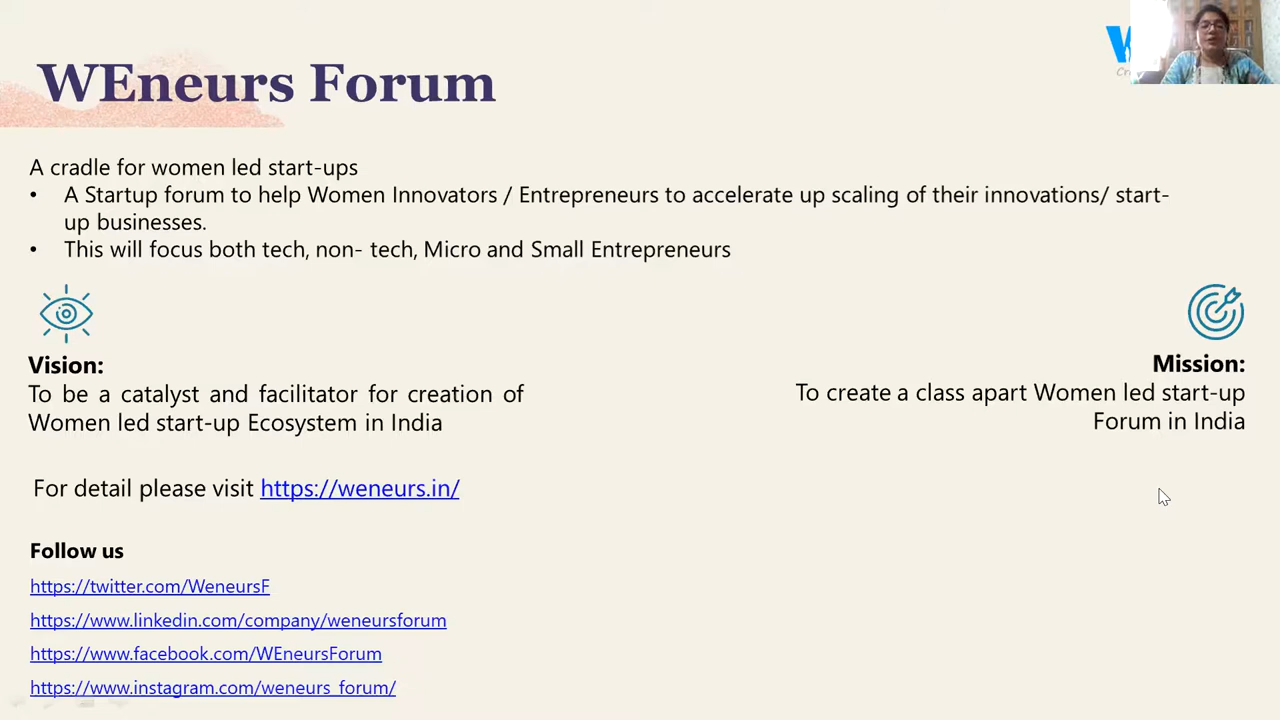 WEneurs Forum
A cradle for women led start-ups
• A Startup forum to help Women Innovators / Entrepreneurs to accelerate up scaling of their innovations/ start-
up businesses.
• This will focus both tech, non- tech, Micro and Small Entrepreneurs
Vision:
To be a catalyst and facilitator for creation of
Women led start-up Ecosystem in India
Mission:
To create a class apart Women led start-up
Forum in India
For detail please visit https://weneurs.in/
Follow us
https://twitter.com/WeneursF
https://www.linkedin.com/company/weneursforum
https://www.facebook.com/WEneursForum
https://www.instagram.com/weneurs_forum/